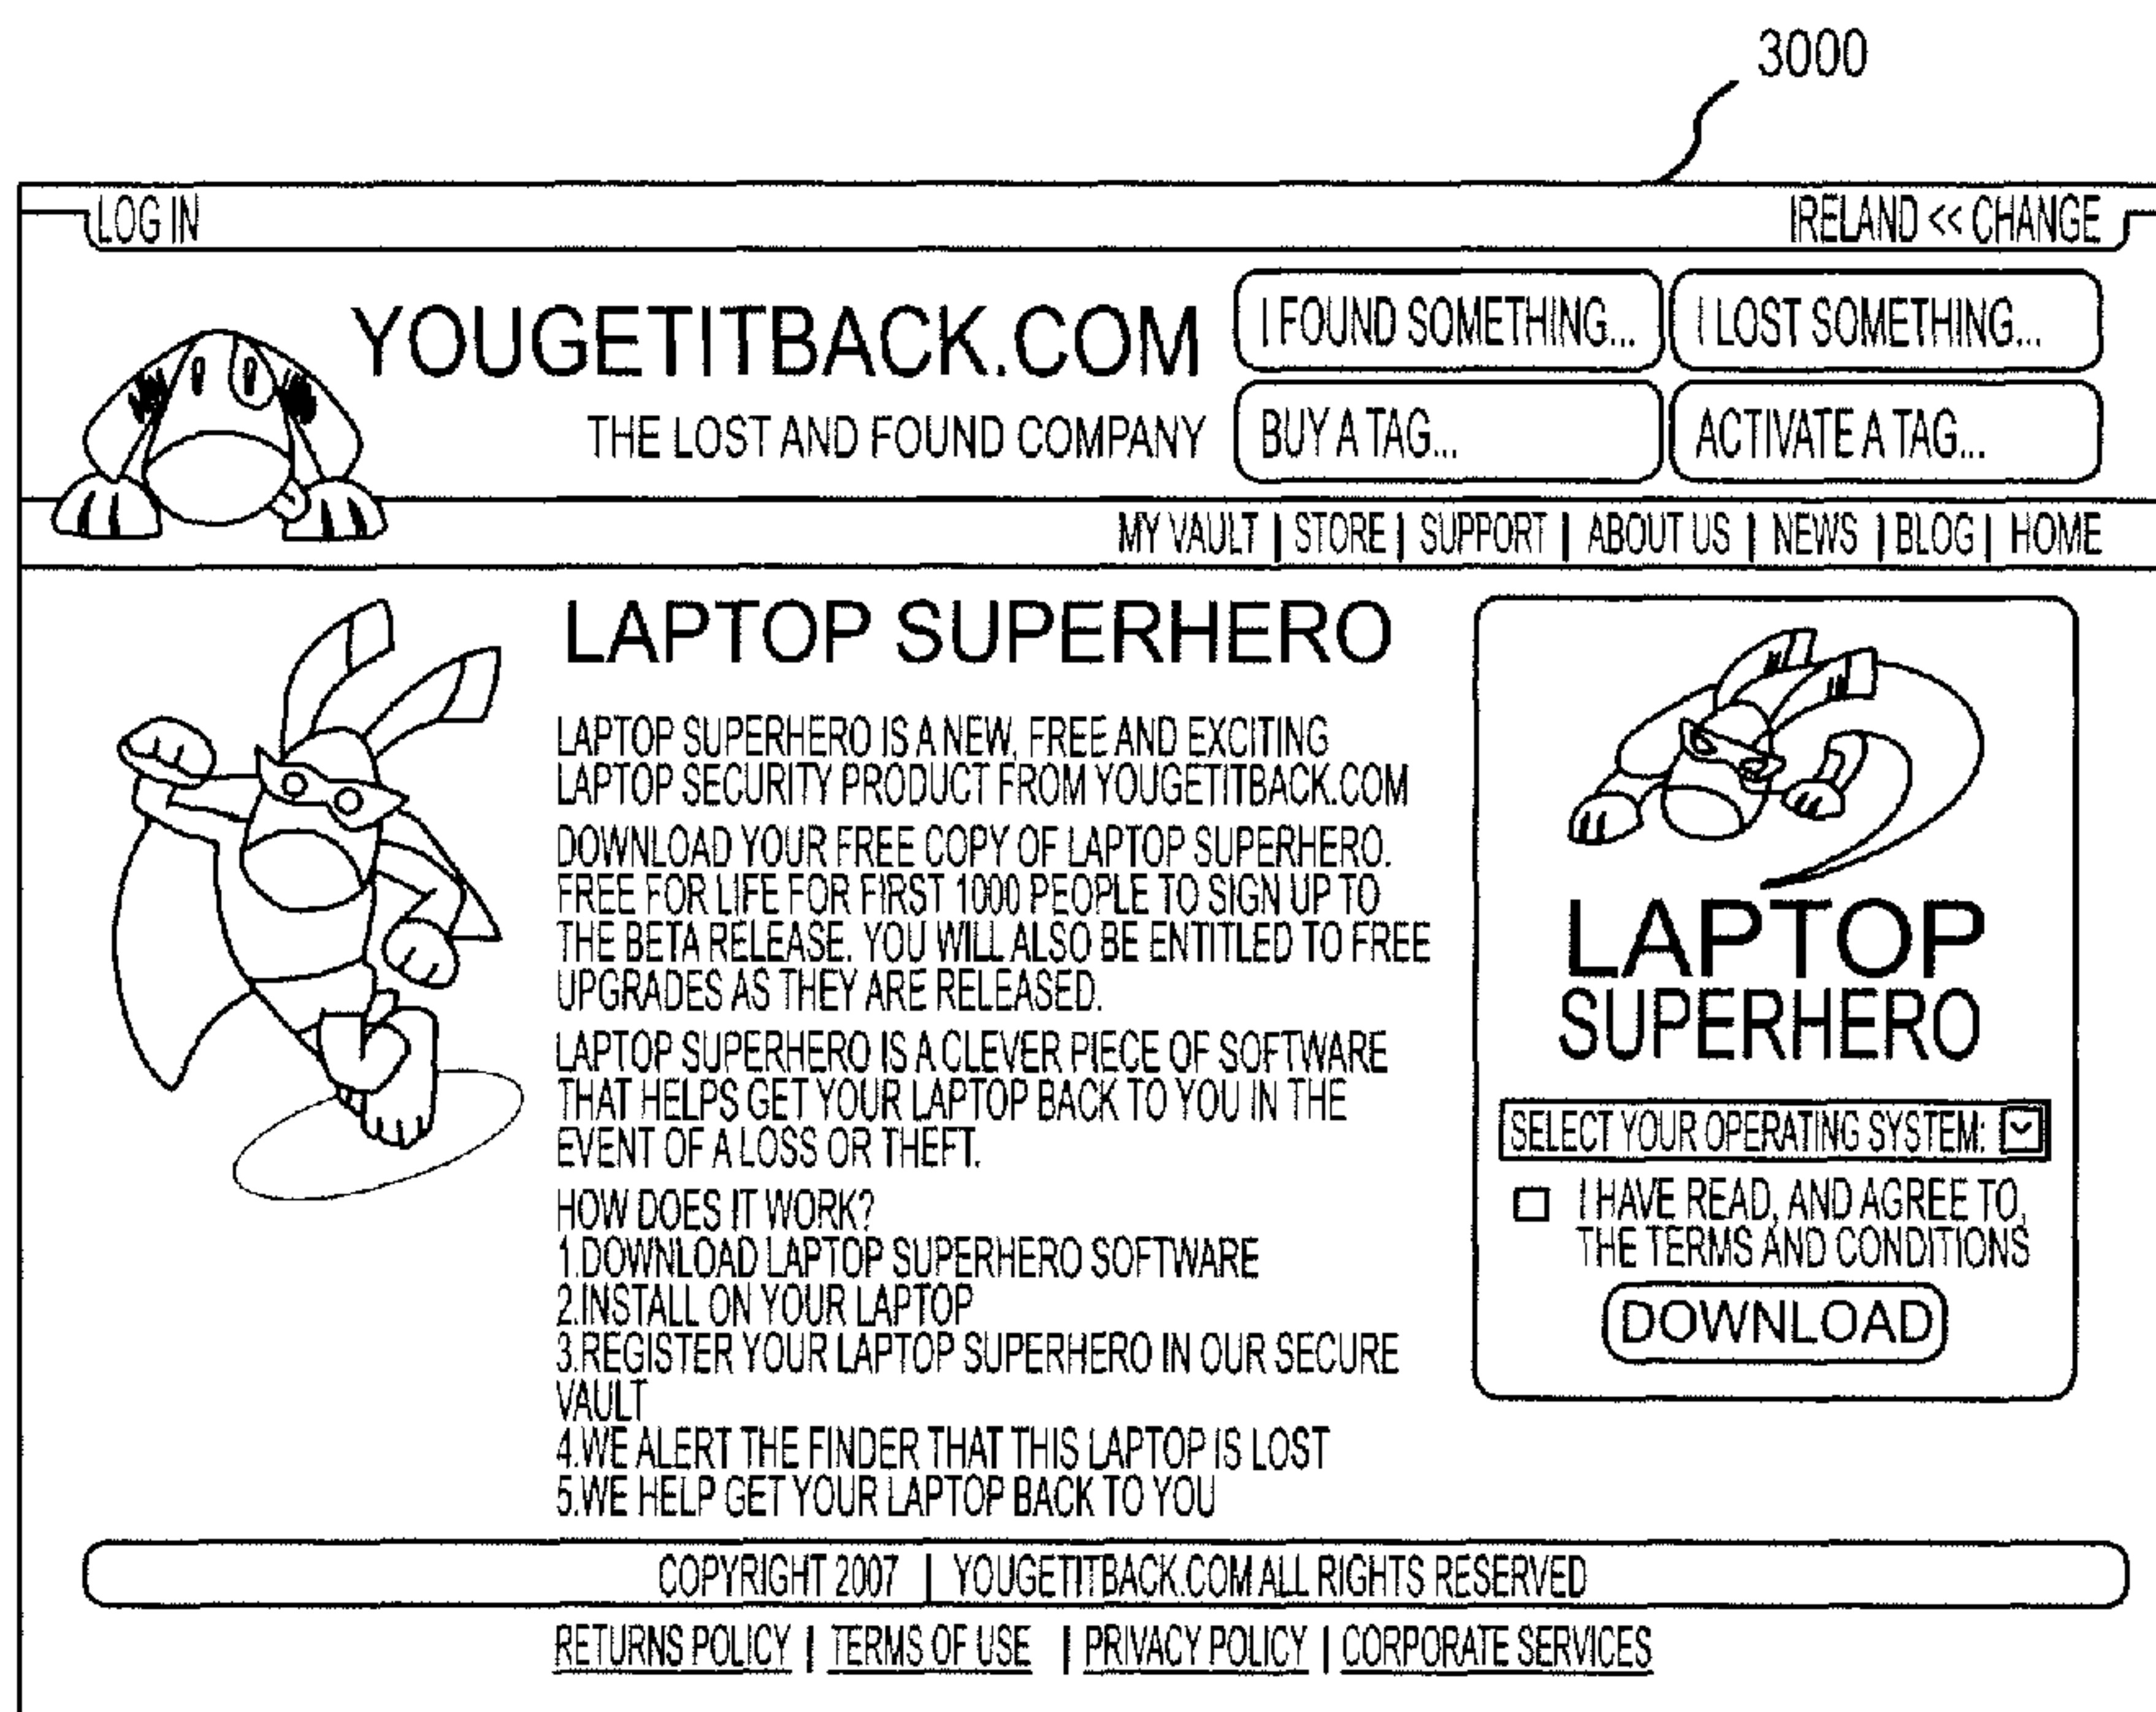 3000
LOG IN
IRELAND << CHANGE
YOUGETITBACK.COM
THE LOST AND FOUND COMPANY
I FOUND SOMETHING...
I LOST SOMETHING...
BUY A TAG...
ACTIVATE A TAG...
MY VAULT | STORE | SUPPORT | ABOUT US | NEWS | BLOG | HOME
LAPTOP SUPERHERO
LAPTOP SUPERHERO IS A NEW, FREE AND EXCITING
LAPTOP SECURITY PRODUCT FROM YOUGETITBACK.COM
DOWNLOAD YOUR FREE COPY OF LAPTOP SUPERHERO.
FREE FOR LIFE FOR FIRST 1000 PEOPLE TO SIGN UP TO
THE BETA RELEASE. YOU WILL ALSO BE ENTITLED TO FREE
UPGRADES AS THEY ARE RELEASED.
LAPTOP SUPERHERO IS A CLEVER PIECE OF SOFTWARE
THAT HELPS GET YOUR LAPTOP BACK TO YOU IN THE
EVENT OF A LOSS OR THEFT.
HOW DOES IT WORK?
1.DOWNLOAD LAPTOP SUPERHERO SOFTWARE
2.INSTALL ON YOUR LAPTOP
3.REGISTER YOUR LAPTOP SUPERHERO IN OUR SECURE
VAULT
4.WE ALERT THE FINDER THAT THIS LAPTOP IS LOST
5.WE HELP GET YOUR LAPTOP BACK TO YOU
LAPTOP
SUPERHERO
SELECT YOUR OPERATING SYSTEM:
I HAVE READ, AND AGREE TO,
THE TERMS AND CONDITIONS
DOWNLOAD
COPYRIGHT 2007 | YOUGETITBACK.COM ALL RIGHTS RESERVED
RETURNS POLICY | TERMS OF USE | PRIVACY POLICY | CORPORATE SERVICES